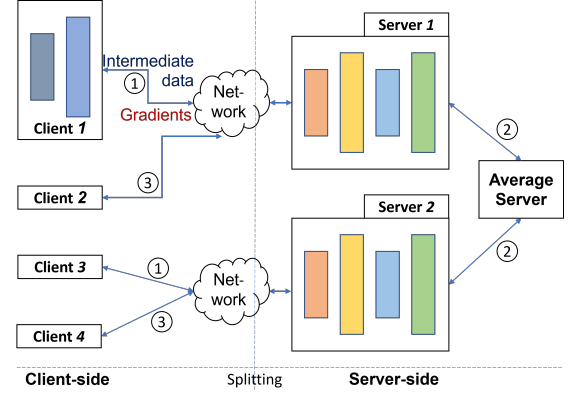 Server 1
Intermediate
data
1
Net-
work
Gradients
Client 1
2
3
Client 2
Average
Server
Server 2
2
Client 3
1
Net-
work
3
Client 4
Client-side
Splitting
Server-side